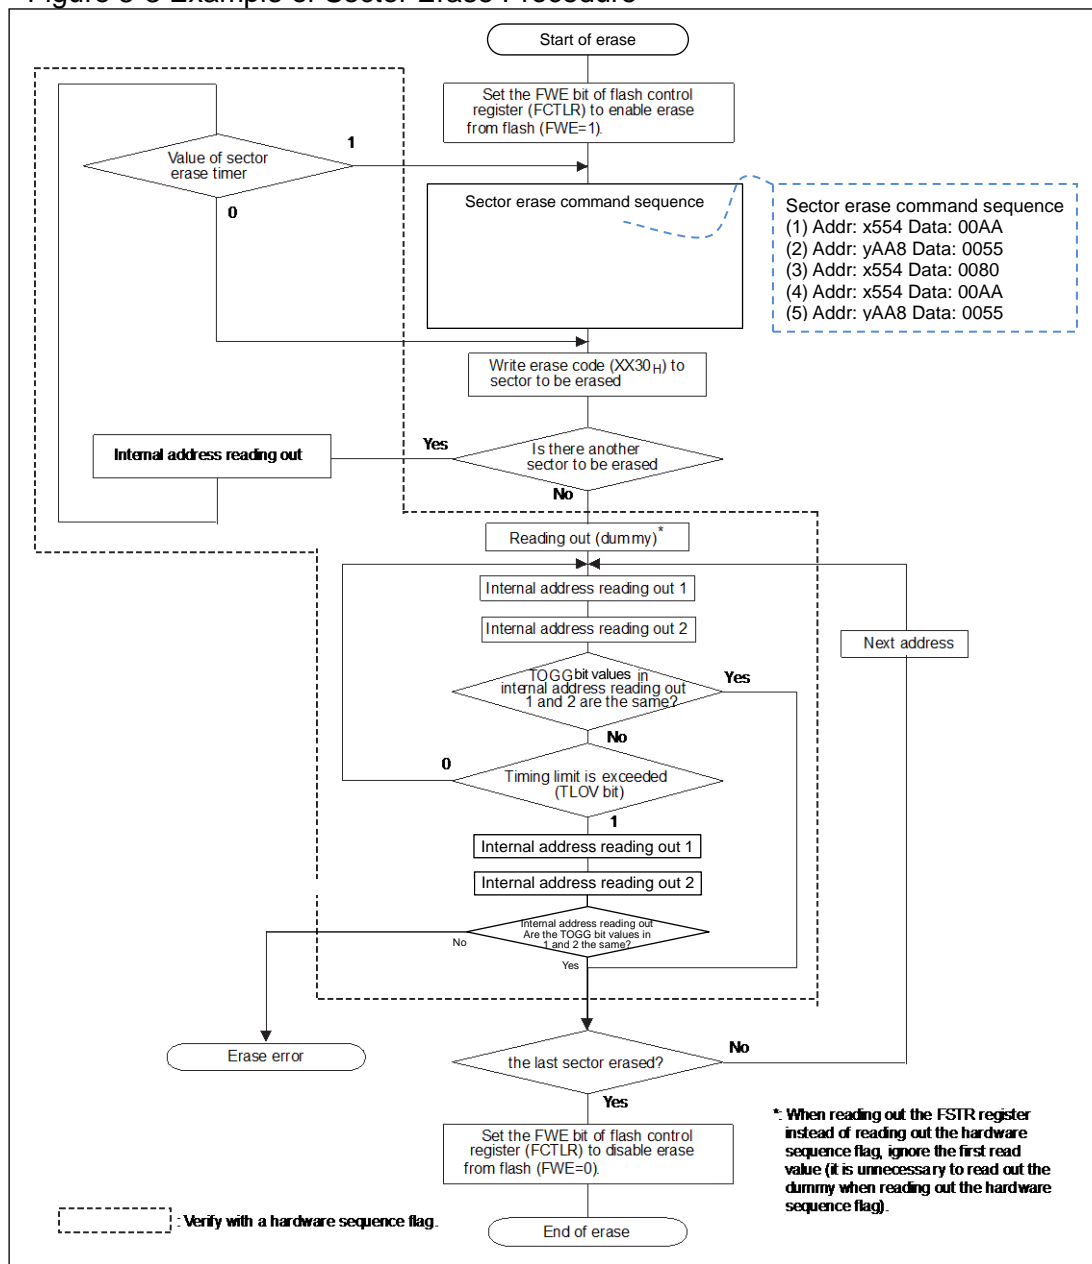 Figure 3-3 Example of Sector Erase Procedure
Start of erase
Set the FWE bit of flash control
register (FCTLR) to enable erase
from flash (FWE=1).
Value of sector
erase timer
1
0
Sector erase command sequence
Sector erase command sequence
(1) Addr: x554 Data: 00AA
(2) Addr: yAA8 Data: 0055
(3) Addr: x554 Data: 0080
(4) Addr: x554 Data: 00AA
(5) Addr: yAA8 Data: 0055
Write erase code (XX30H) to
sector to be erased
Internal address reading out
Yes
Is there another
sector to be erased
No
Reading out (dummy)*
Internal address reading out 1
Internal address reading out 2
Next address
TOGG bit values in
internal address reading out
1 and 2 are the same?
Yes
No
0
Timing limit is exceeded
(TLOV bit)
1
Internal address reading out 1
Internal address reading out 2
Internal address reading out
Are the TOGG bit values in
1 and 2 the same?
No
Yes
Erase error
the last sector erased?
No
Yes
Set the FWE bit of flash control
register (FCTLR) to disable erase
from flash (FWE=0).
*: When reading out the FSTR register
instead of reading out the hardware
sequence flag, ignore the first read
value (it is unnecessary to read out the
dummy when reading out the hardware
sequence flag).
: Verify with a hardware sequence flag.
End of erase